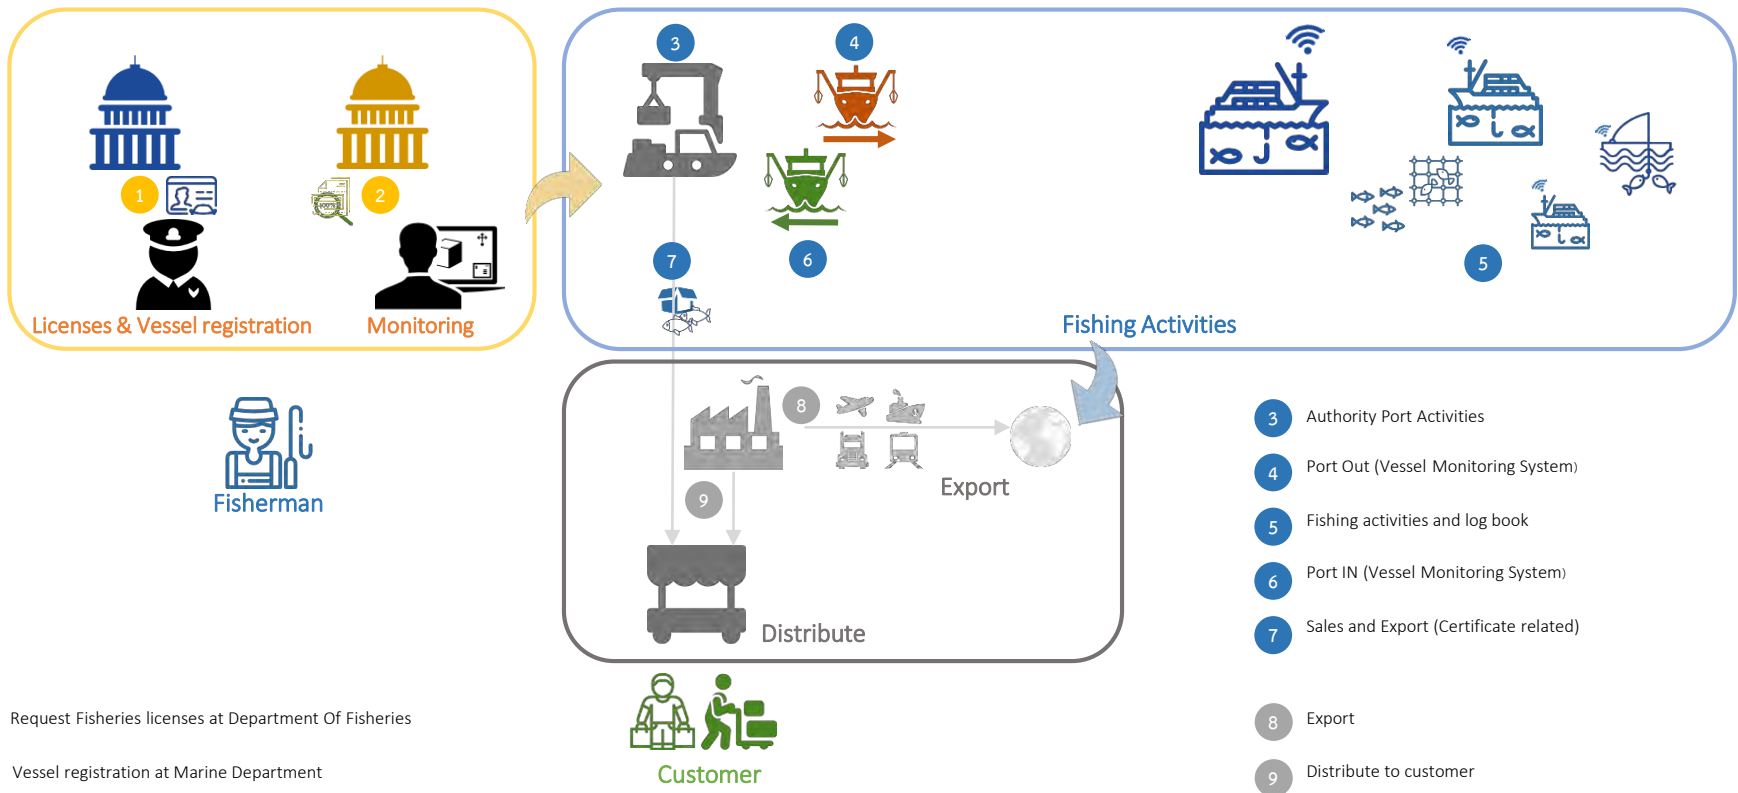 3
4
1
2
100%
7
6
5
Licenses & Vessel registration
Monitoring
Fishing Activities
8
Export
9
Fisherman
Distribute
Customer
3 Authority Port Activities
4 Port Out (Vessel Monitoring System)
5 Fishing activities and log book
6 Port IN (Vessel Monitoring System)
7 Sales and Export (Certificate related)
Request Fisheries licenses at Department Of Fisheries
Vessel registration at Marine Department
8 Export
9 Distribute to customer